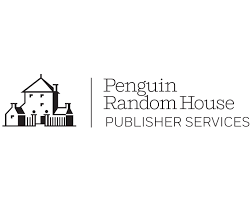 Penguin
Random House
PUBLISHER SERVICES